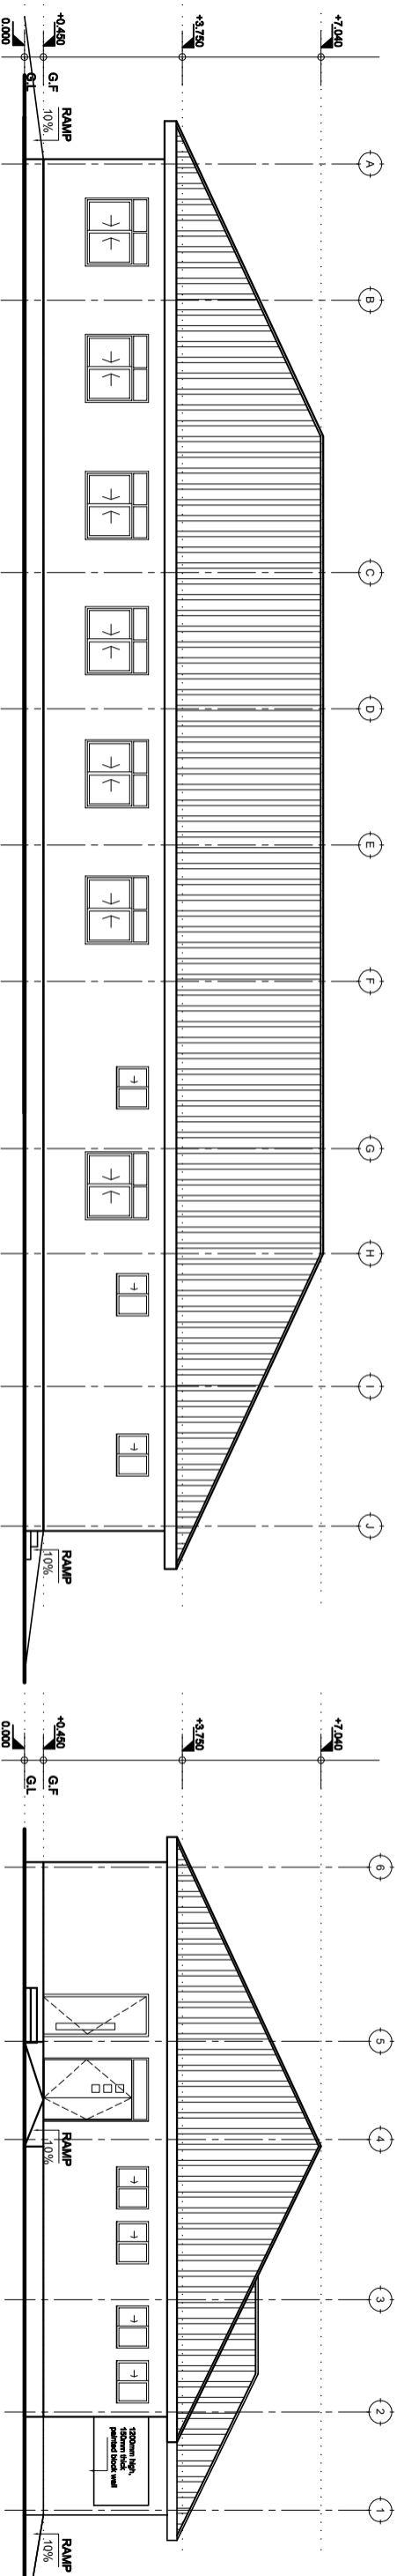 +7.040
+3.750
+0.450
0.000
G.F
G.L
RAMP
10%
A
B
C
D
E
F
G
H
I
J
RAMP
10%
+7.040
+3.750
+0.450
0.000
G.F
G.L
6
5
4
3
2
1
RAMP
10%
1200mm high,
150mm thick
painted block wall
RAMP
10%